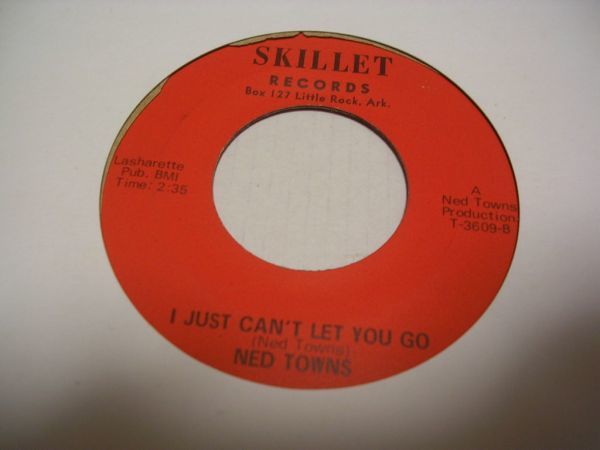 SKILLET
RECORDS
Box 127 Little Rock, Ark.
Lasharette
Pub. BMI
Time: 2:35
A
Ned Towns
Production
T-3609-B
I JUST CAN'T LET YOU GO
(Ned Towns)
NED TOWNS